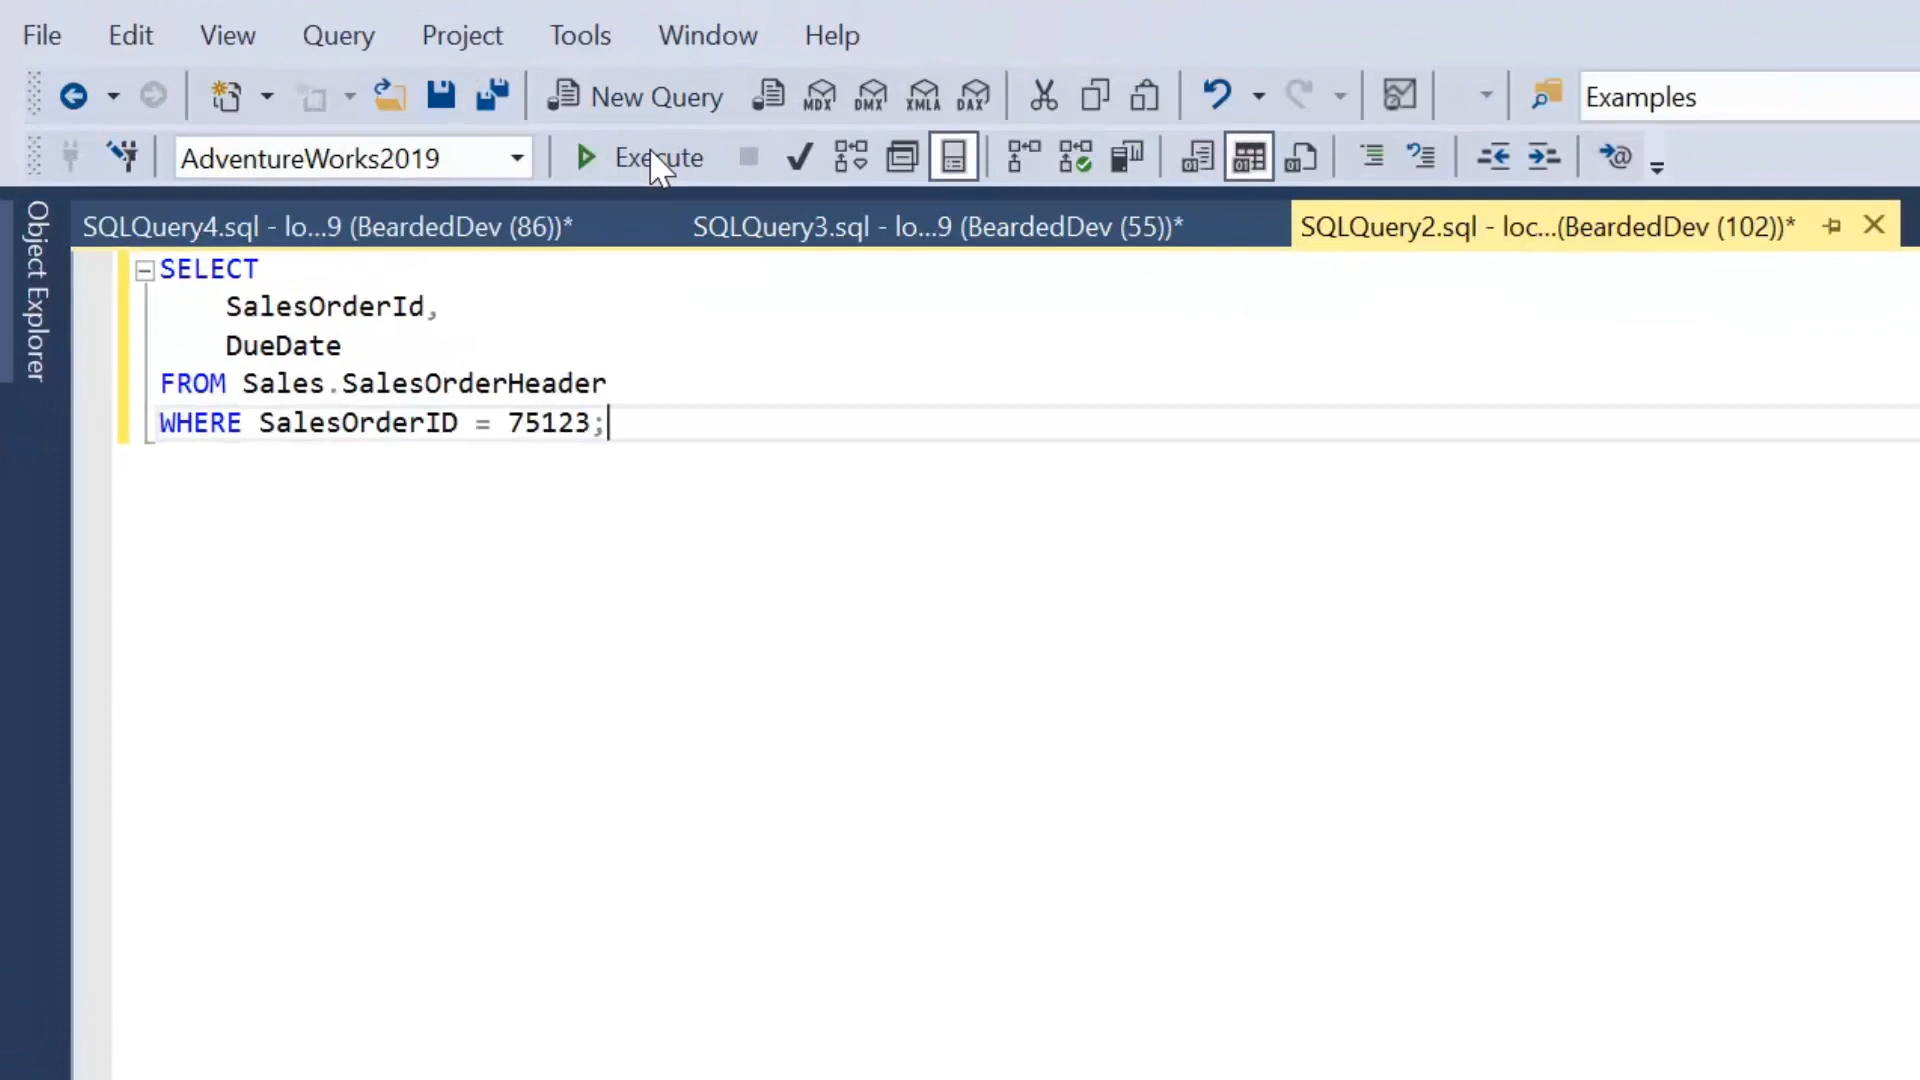 File Edit View Query Project Tools Window Help
New Query MDX DMX XMLA DAX Examples
AdventureWorks2019 Execute
SQLQuery4.sql - lo...9 (BeardedDev (86))* SQLQuery3.sql - lo...9 (BeardedDev (55))* SQLQuery2.sql - loc...(BeardedDev (102))*
Object Explorer
SELECT
SalesOrderId,
DueDate
FROM Sales.SalesOrderHeader
WHERE SalesOrderID = 75123;